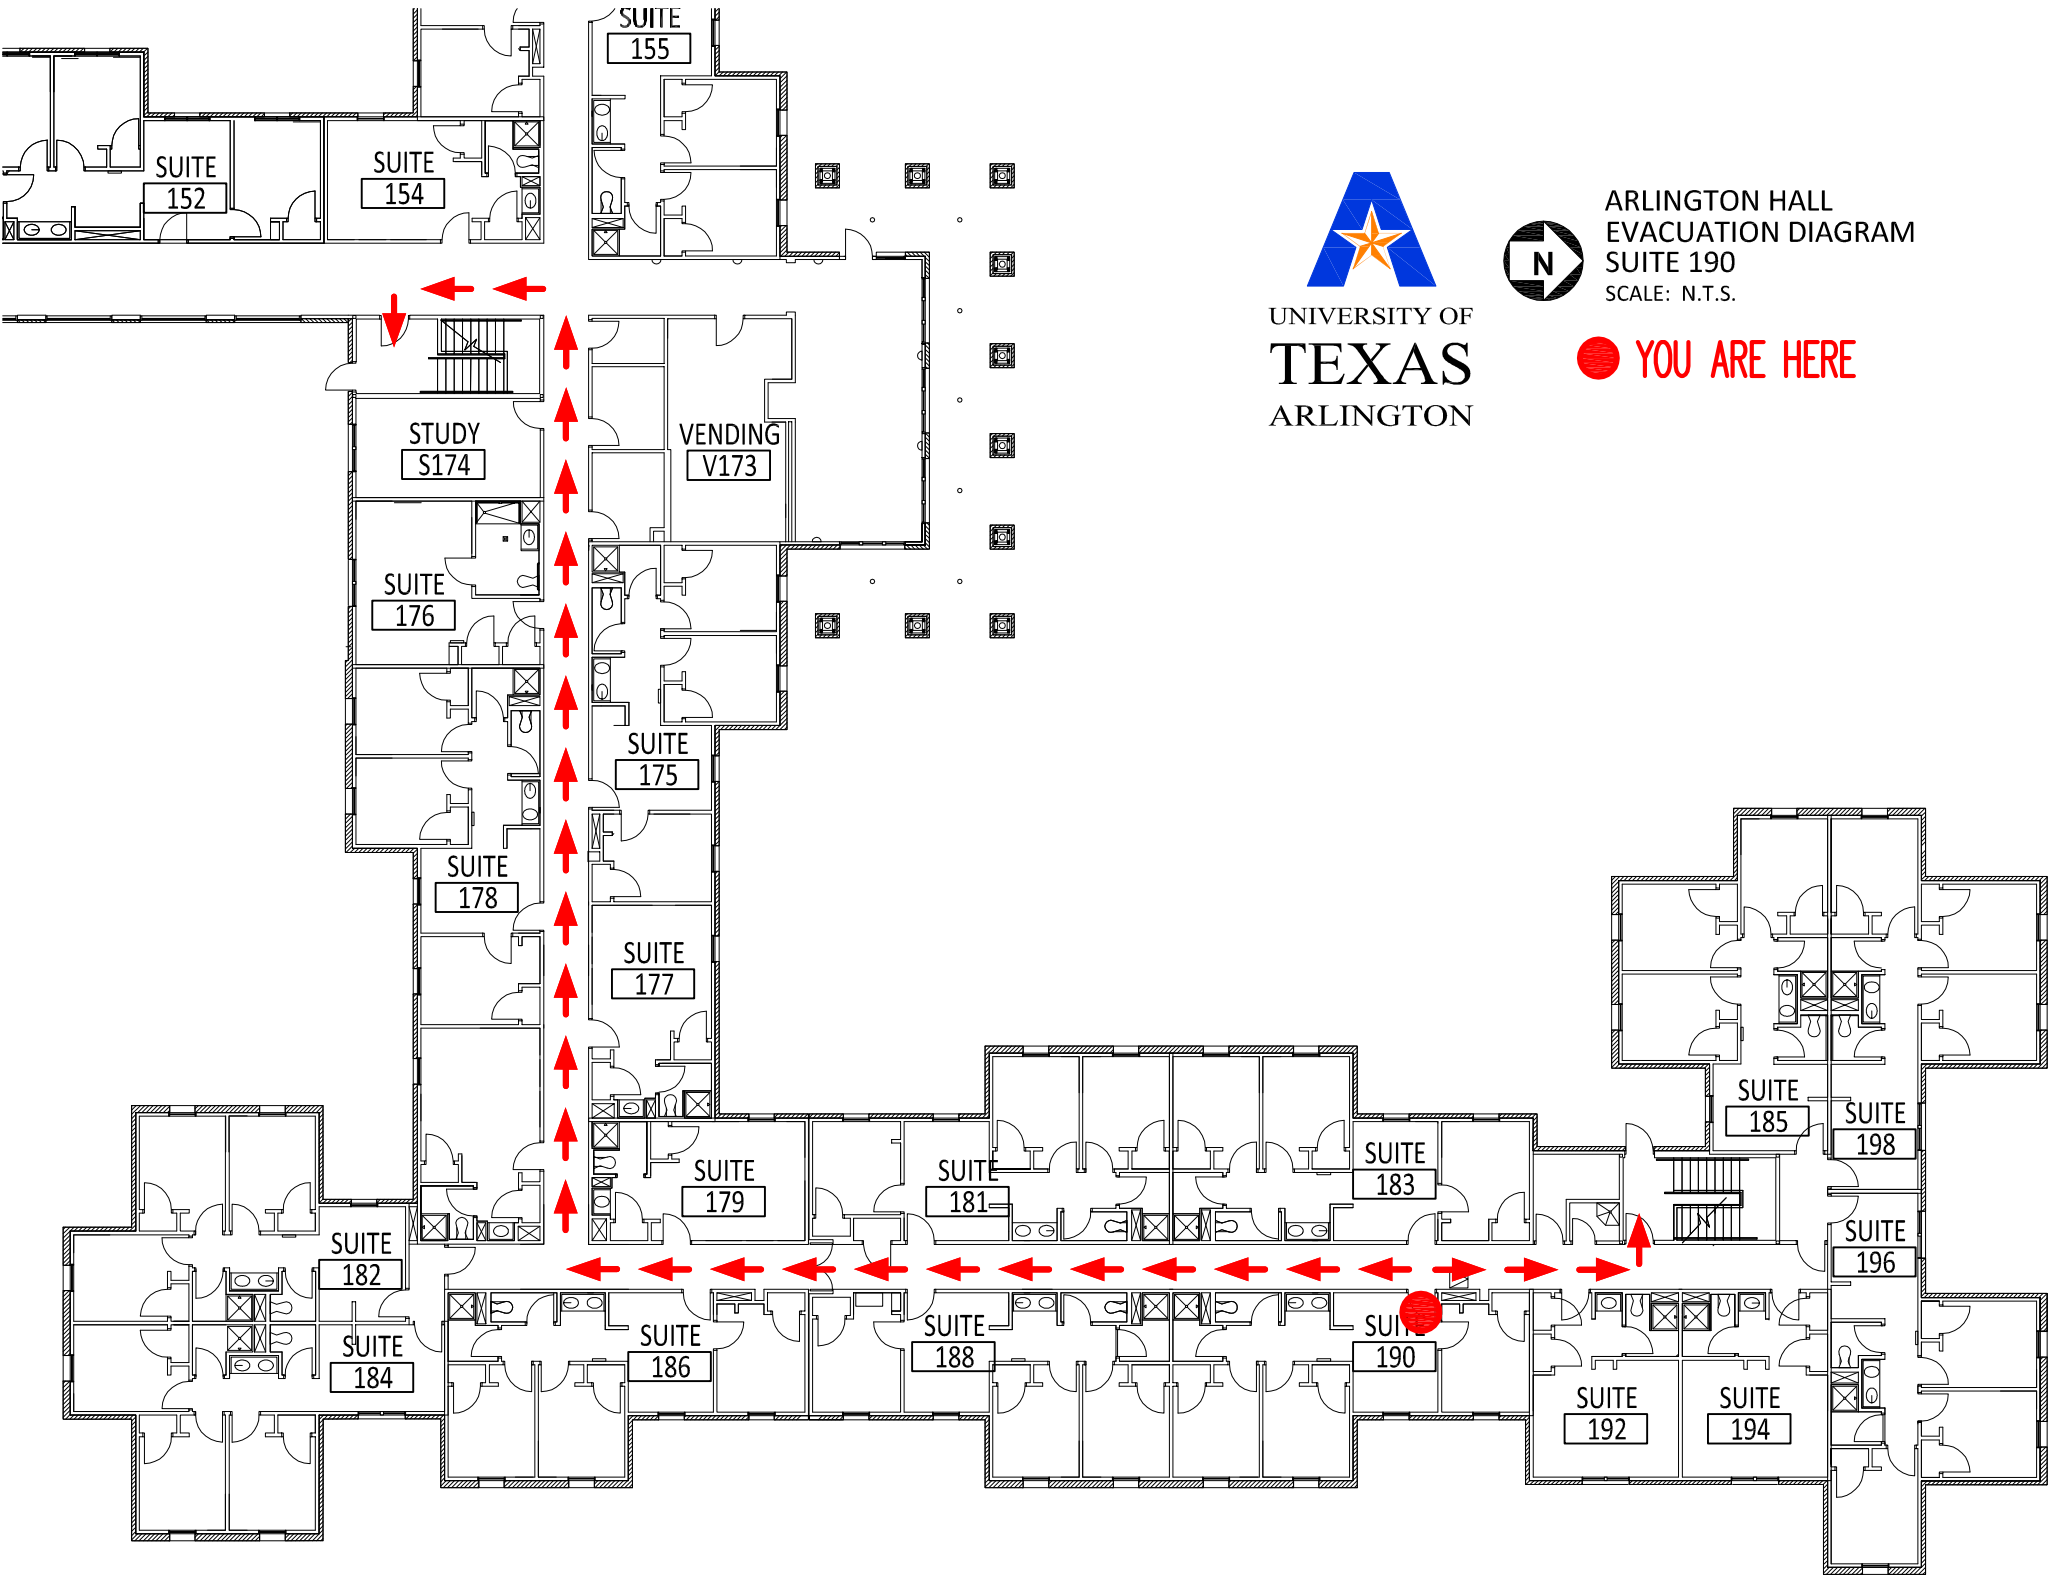 SUITE
155
SUITE
152
SUITE
154
UNIVERSITY OF
TEXAS
ARLINGTON
N
ARLINGTON HALL
EVACUATION DIAGRAM
SUITE 190
SCALE: N.T.S.
YOU ARE HERE
STUDY
S174
VENDING
V173
SUITE
176
SUITE
175
SUITE
178
SUITE
177
SUITE
179
SUITE
181
SUITE
183
SUITE
185
SUITE
198
SUITE
182
SUITE
184
SUITE
186
SUITE
188
SUITE
190
SUITE
196
SUITE
192
SUITE
194